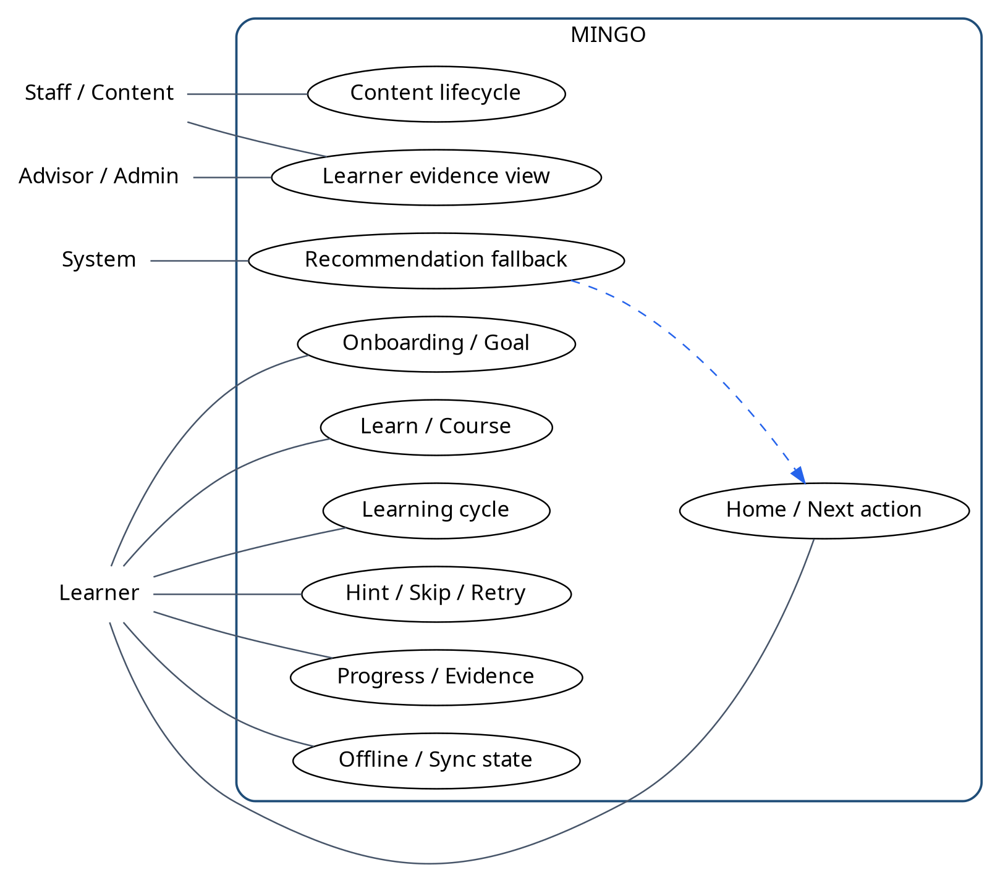 MINGO
Staff / Content
Content lifecycle
Advisor / Admin
Learner evidence view
System
Recommendation fallback
Onboarding / Goal
Learn / Course
Learning cycle
Home / Next action
Learner
Hint / Skip / Retry
Progress / Evidence
Offline / Sync state